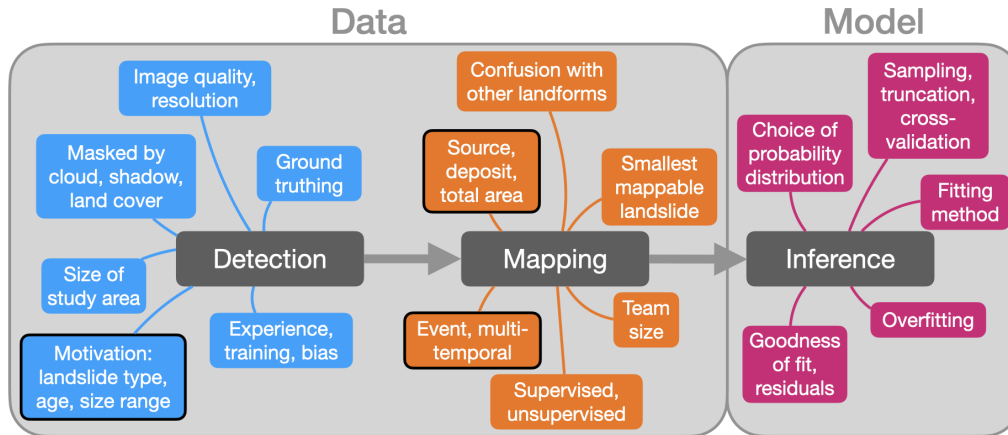 Data
Model
Image quality,
resolution
Masked by
cloud, shadow,
land cover
Ground
truthing
Detection
Size of
study area
Motivation:
landslide type,
age, size range
Experience,
training, bias
Confusion with
other landforms
Source,
deposit,
total area
Smallest
mappable
landslide
Mapping
Event, multi-
temporal
Team
size
Supervised,
unsupervised
Sampling,
truncation,
cross-
validation
Choice of
probability
distribution
Fitting
method
Inference
Goodness
of fit,
residuals
Overfitting